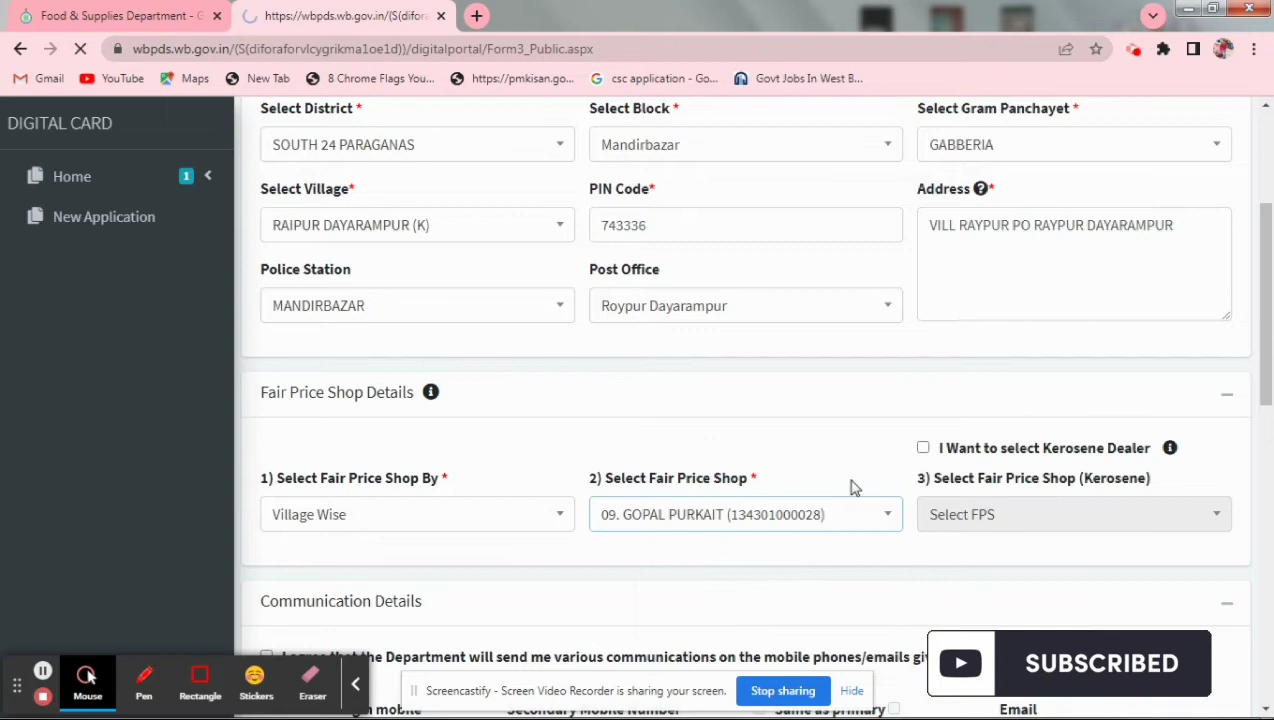 Food & Supplies Department - G
https://wbpds.wb.gov.in/(S(difora
wbpds.wb.gov.in/(S(diforaforvlcygrikma1oe1d))/digitalportal/Form3_Public.aspx
Gmail YouTube Maps New Tab 8 Chrome Flags You... https://pmkisan.go... csc application - Go... Govt Jobs In West B...
DIGITAL CARD
Home 1
New Application
Select District * Select Block * Select Gram Panchayet *
SOUTH 24 PARAGANAS Mandirbazar GABBERIA
Select Village* PIN Code* Address ?*
RAIPUR DAYARAMPUR (K) 743336 VILL RAYPUR PO RAYPUR DAYARAMPUR
Police Station Post Office
MANDIRBAZAR Roypur Dayarampur
Fair Price Shop Details
I Want to select Kerosene Dealer
1) Select Fair Price Shop By * 2) Select Fair Price Shop * 3) Select Fair Price Shop (Kerosene)
Village Wise 09. GOPAL PURKAIT (134301000028) Select FPS
Communication Details
I agree that the Department will send me various communications on the mobile phones/emails gi
SUBSCRIBED
Mouse Pen Rectangle Stickers Eraser
Screencastify - Screen Video Recorder is sharing your screen. Stop sharing Hide
mobile Secondary Mobile Number Same as primary Email